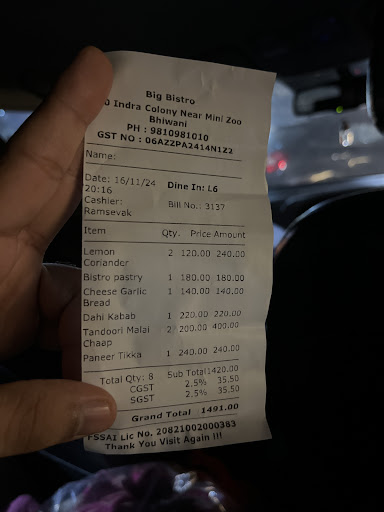 Big Bistro
0 Indra Colony Near Mini Zoo
Bhiwani
PH : 9810981010
GST NO : 06AZZPA2414N1Z2
Name:
Date: 16/11/24 Dine In: L6
20:16
Cashier: Bill No.: 3137
Ramsevak
Item Qty. Price Amount
Lemon 2 120.00 240.00
Coriander
Bistro pastry 1 180.00 180.00
Cheese Garlic 1 140.00 140.00
Bread
Dahi Kabab 1 220.00 220.00
Tandoori Malai 2 200.00 400.00
Chaap
Paneer Tikka 1 240.00 240.00
Total Qty: 8 Sub Total 1420.00
CGST 2.5% 35.50
SGST 2.5% 35.50
Grand Total 1491.00
FSSAI Lic No. 20821002000383
Thank You Visit Again !!!